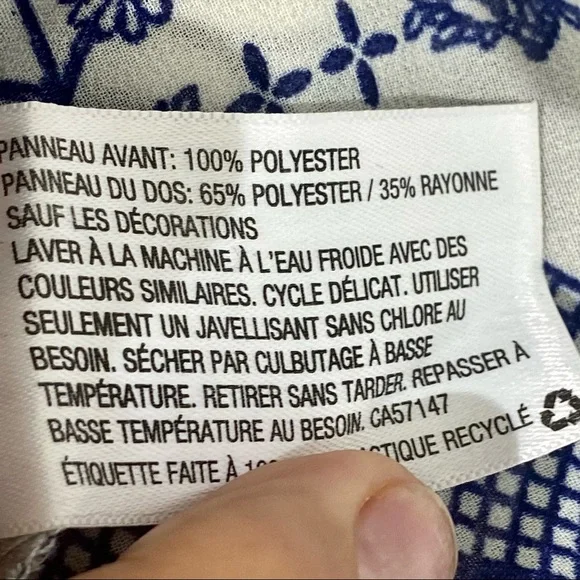 PANNEAU AVANT: 100% POLYESTER
PANNEAU DU DOS: 65% POLYESTER / 35% RAYONNE
SAUF LES DÉCORATIONS
LAVER À LA MACHINE À L'EAU FROIDE AVEC DES
COULEURS SIMILAIRES. CYCLE DÉLICAT. UTILISER
SEULEMENT UN JAVELLISANT SANS CHLORE AU
BESOIN. SÉCHER PAR CULBUTAGE À BASSE
TEMPÉRATURE. RETIRER SANS TARDER. REPASSER À
BASSE TEMPÉRATURE AU BESOIN. CA57147
ÉTIQUETTE FAITE À RECYCLÉ